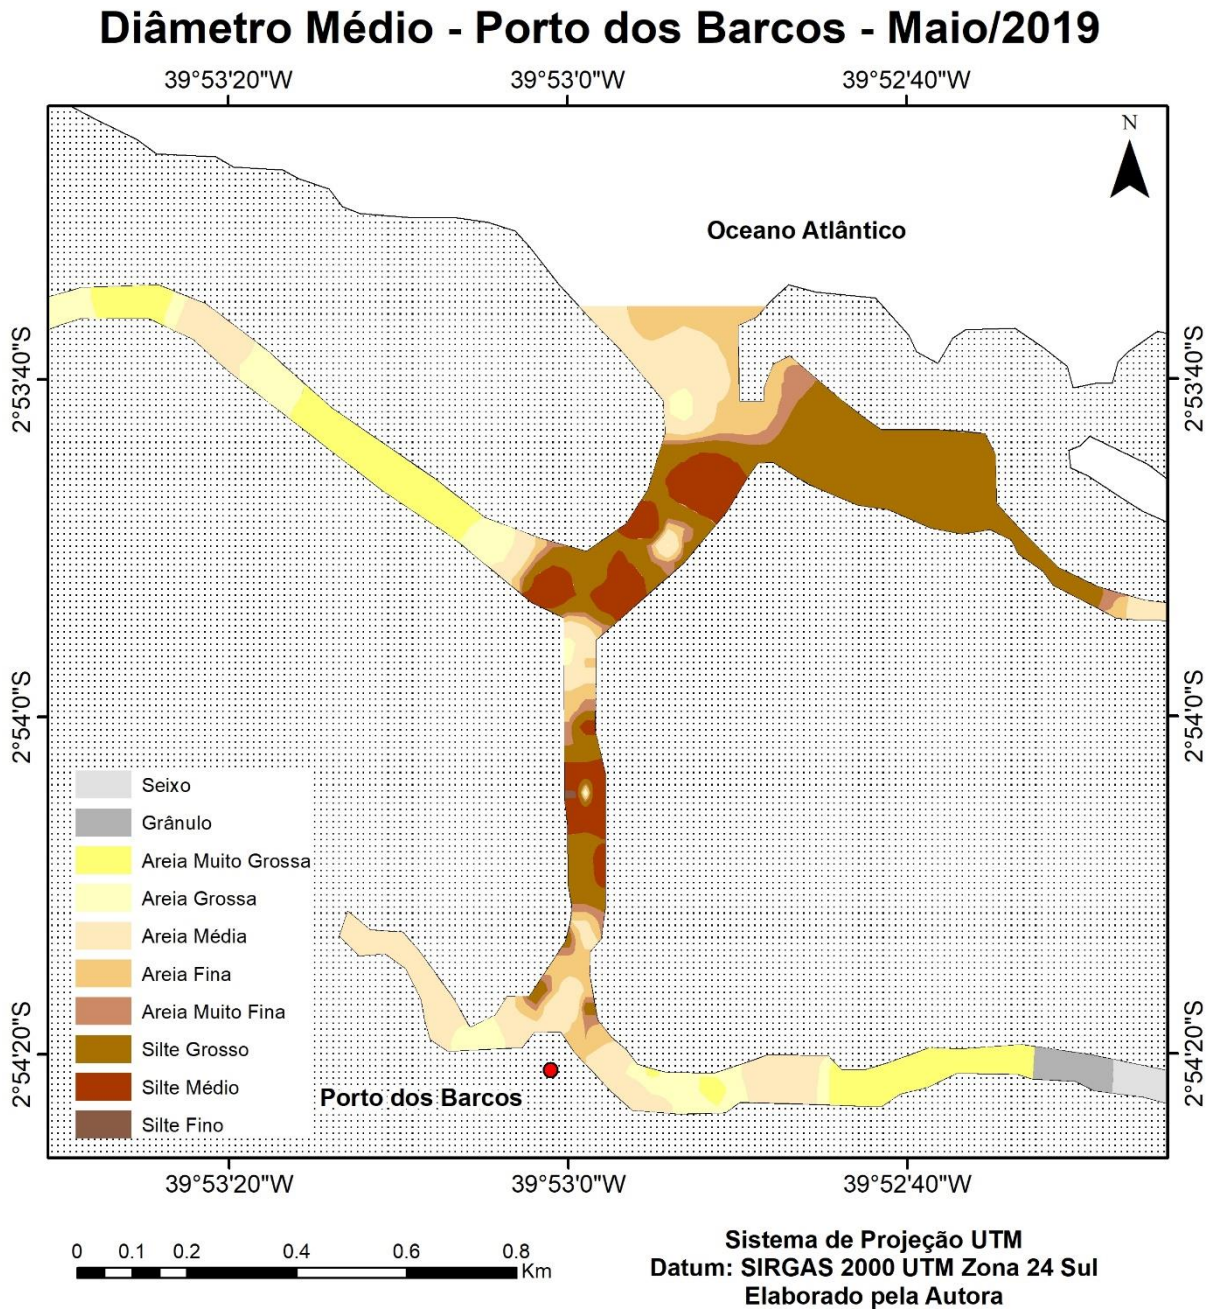 Diâmetro Médio - Porto dos Barcos - Maio/2019
39°53'20"W 39°53'0"W 39°52'40"W
N
Oceano Atlântico
2°53'40"S 2°53'40"S
2°54'0"S 2°54'0"S
Seixo
Grânulo
Areia Muito Grossa
Areia Grossa
Areia Média
Areia Fina
Areia Muito Fina
Silte Grosso
Silte Médio
Silte Fino
2°54'20"S 2°54'20"S
Porto dos Barcos
39°53'20"W 39°53'0"W 39°52'40"W
0 0.1 0.2 0.4 0.6 0.8
Km
Sistema de Projeção UTM
Datum: SIRGAS 2000 UTM Zona 24 Sul
Elaborado pela Autora